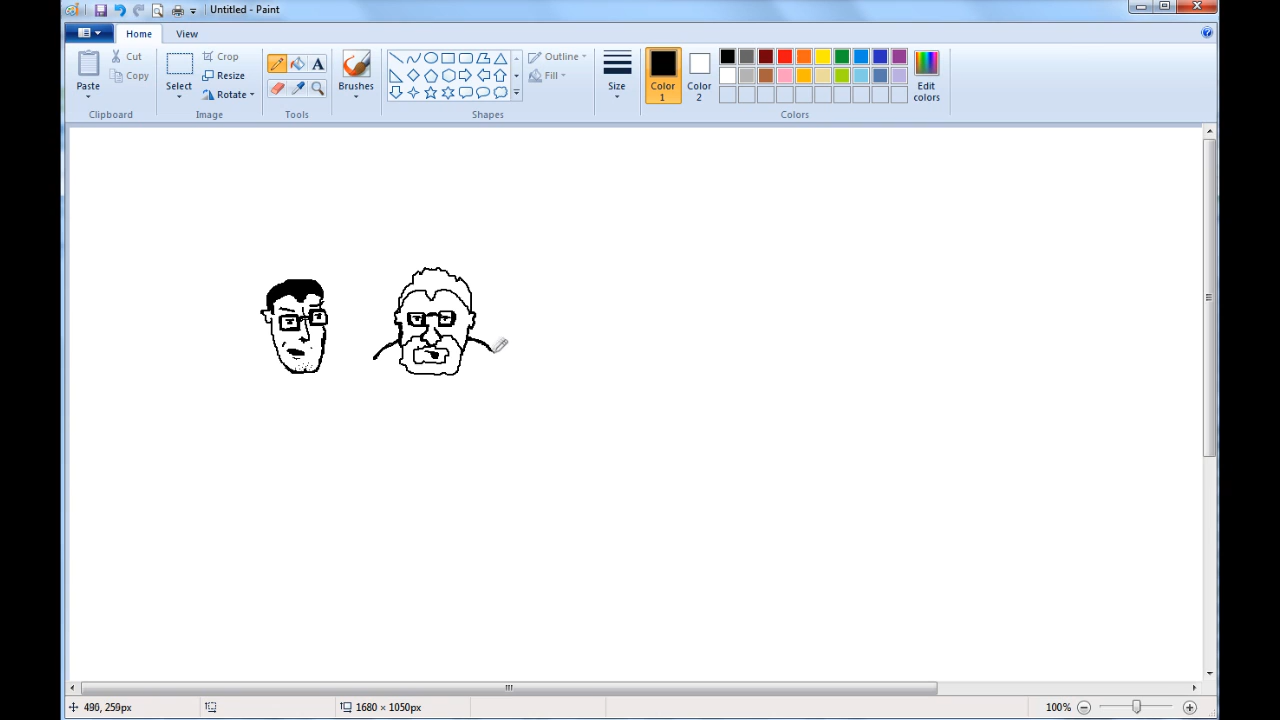 Untitled - Paint
Home View
Paste
Cut
Copy
Clipboard
Select
Crop
Resize
Rotate
Image
A
Tools
Brushes
Outline
Fill
Shapes
Size
Color 1
Color 2
Edit colors
Colors
490, 259px
1680 × 1050px
100%